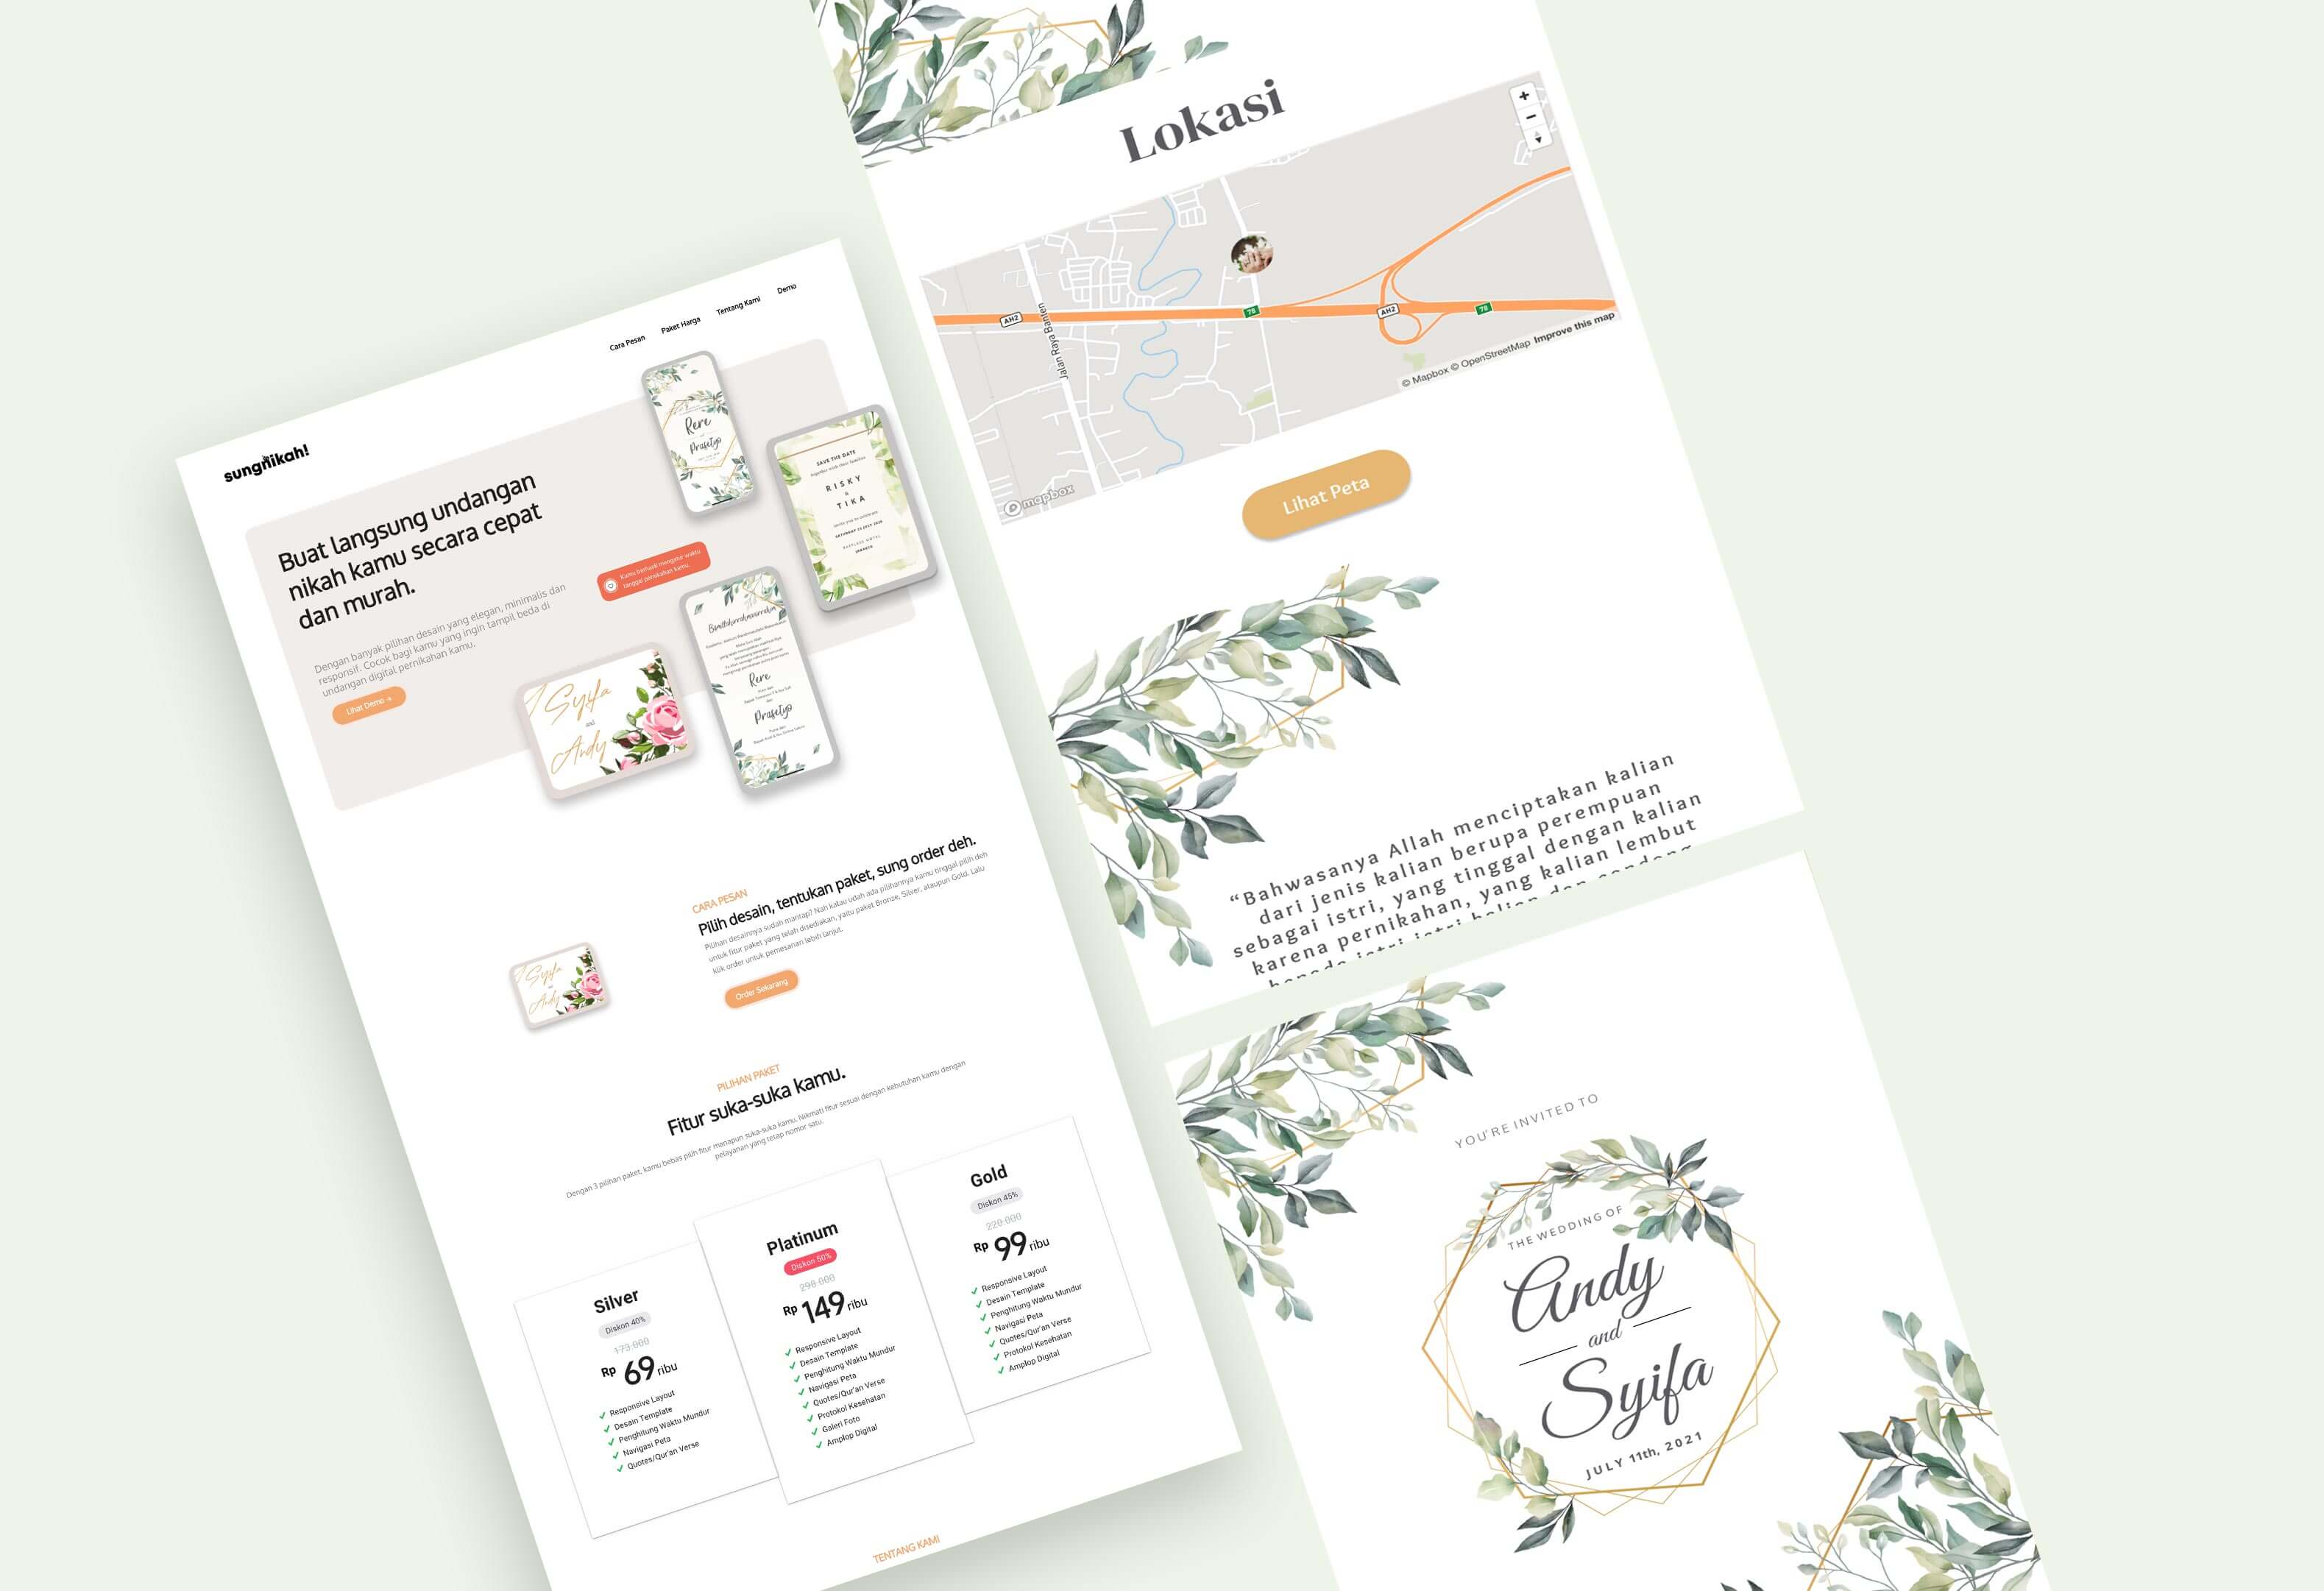 sungnikah!
Cara Pesan
Paket Harga
Tentang Kami
Demo
Buat langsung undangan
nikah kamu secara cepat
dan murah.
Dengan banyak pilihan desain yang elegan, minimalis dan
responsif. Cocok bagi kamu yang ingin tampil beda di
undangan digital pernikahan kamu.
Lihat Demo →
Rere
Prasetyo
SAVE THE DATE
together with their families
RISKY
&
TIKA
SATURDAY 11 JULY 2020
JAKARTA
Kamu berhasil mengatur waktu
tanggal pernikahan kamu.
Rere
Prasetyo
Syifa
and
Andy
CARA PESAN
Pilih desain, tentukan paket, sung order deh.
Pilihan desainnya sudah mantap? Nah kalau udah ada pilihannya kamu tinggal pilih deh
untuk fitur paket yang telah disediakan, yaitu paket Bronze, Silver, ataupun Gold. Lalu
klik order untuk pemesanan lebih lanjut.
Order Sekarang
Syifa
and
Andy
PILIHAN PAKET
Fitur suka-suka kamu.
Dengan 3 pilihan paket, kamu bebas pilih fitur manapun suka-suka kamu. Nikmati fitur sesuai dengan kebutuhan kamu dengan
pelayanan yang tetap nomor satu.
Silver
Diskon 40%
173.000
Rp 69 ribu
Responsive Layout
Desain Template
Penghitung Waktu Mundur
Navigasi Peta
Quotes/Qur'an Verse
Platinum
Diskon 50%
298.000
Rp 149 ribu
Responsive Layout
Desain Template
Penghitung Waktu Mundur
Navigasi Peta
Quotes/Qur'an Verse
Protokol Kesehatan
Galeri Foto
Amplop Digital
Gold
Diskon 45%
220.000
Rp 99 ribu
Responsive Layout
Desain Template
Penghitung Waktu Mundur
Navigasi Peta
Quotes/Qur'an Verse
Protokol Kesehatan
Amplop Digital
TENTANG KAMI
Lokasi
AH2
Jalan Raya Banten
78
AH2
78
© Mapbox © OpenStreetMap Improve this map
mapbox
Lihat Peta
“Bahwasanya Allah menciptakan kalian
dari jenis kalian berupa perempuan
sebagai istri, yang tinggal dengan kalian
karena pernikahan, yang kalian lembut
YOU'RE INVITED TO
THE WEDDING OF
Andy
and
Syifa
JULY 11th, 2021